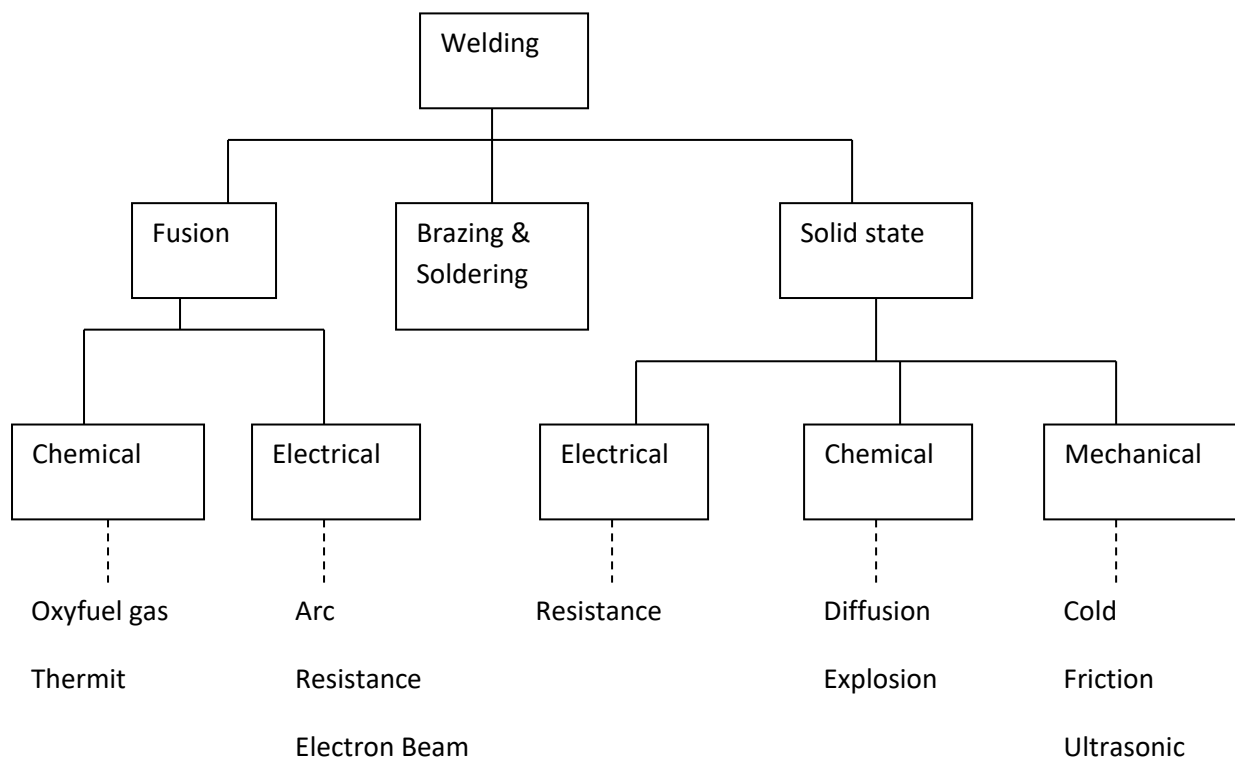 Welding
Fusion
Brazing &
Soldering
Solid state
Chemical
Electrical
Electrical
Chemical
Mechanical
Oxyfuel gas
Arc
Resistance
Diffusion
Cold
Thermit
Resistance
Explosion
Friction
Electron Beam
Ultrasonic